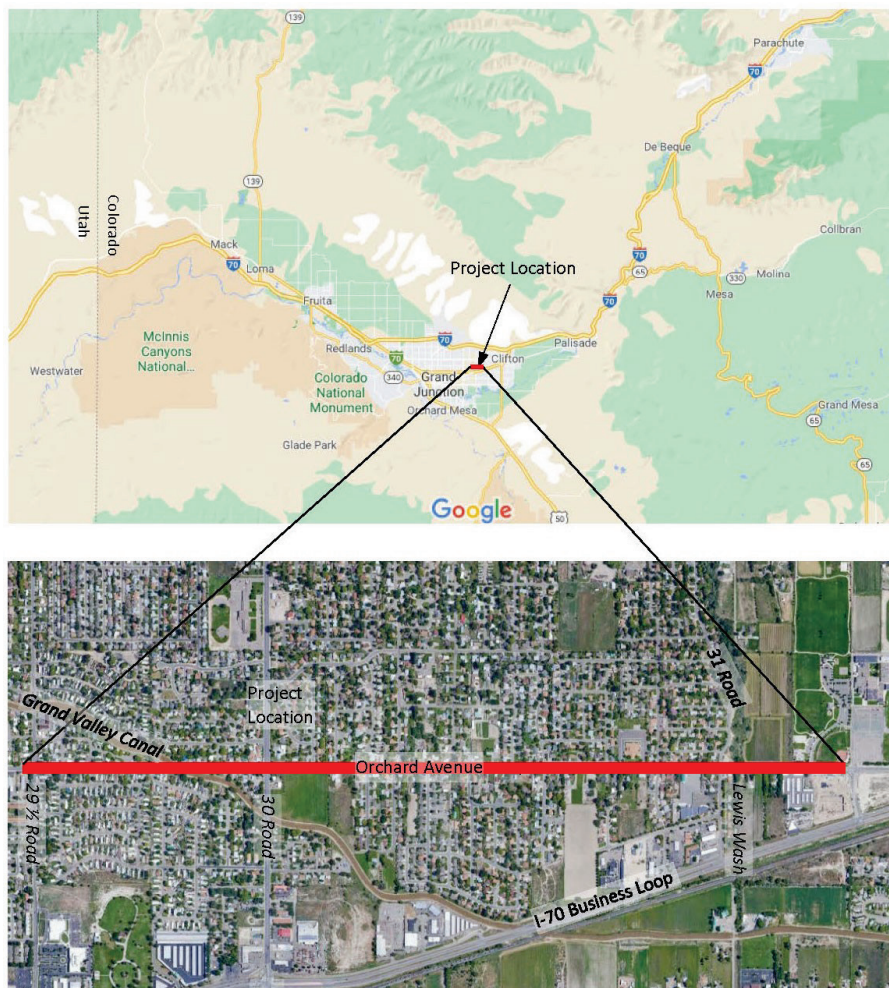 139
Parachute
70
De Beque
139
Colorado
Utah
Collbran
Mack
70
Loma
70
65
330
Molina
Project Location
Mesa
Fruita
70
70
McInnis
Canyons
National...
Redlands
70
Palisade
Clifton
Westwater
340
Grand
Junction
Colorado
National
Monument
Orchard Mesa
Grand Mesa
65
Glade Park
65
Google
50
31 Road
Project
Location
Grand Valley Canal
Orchard Avenue
29 ½ Road
30 Road
Lewis Wash
I-70 Business Loop